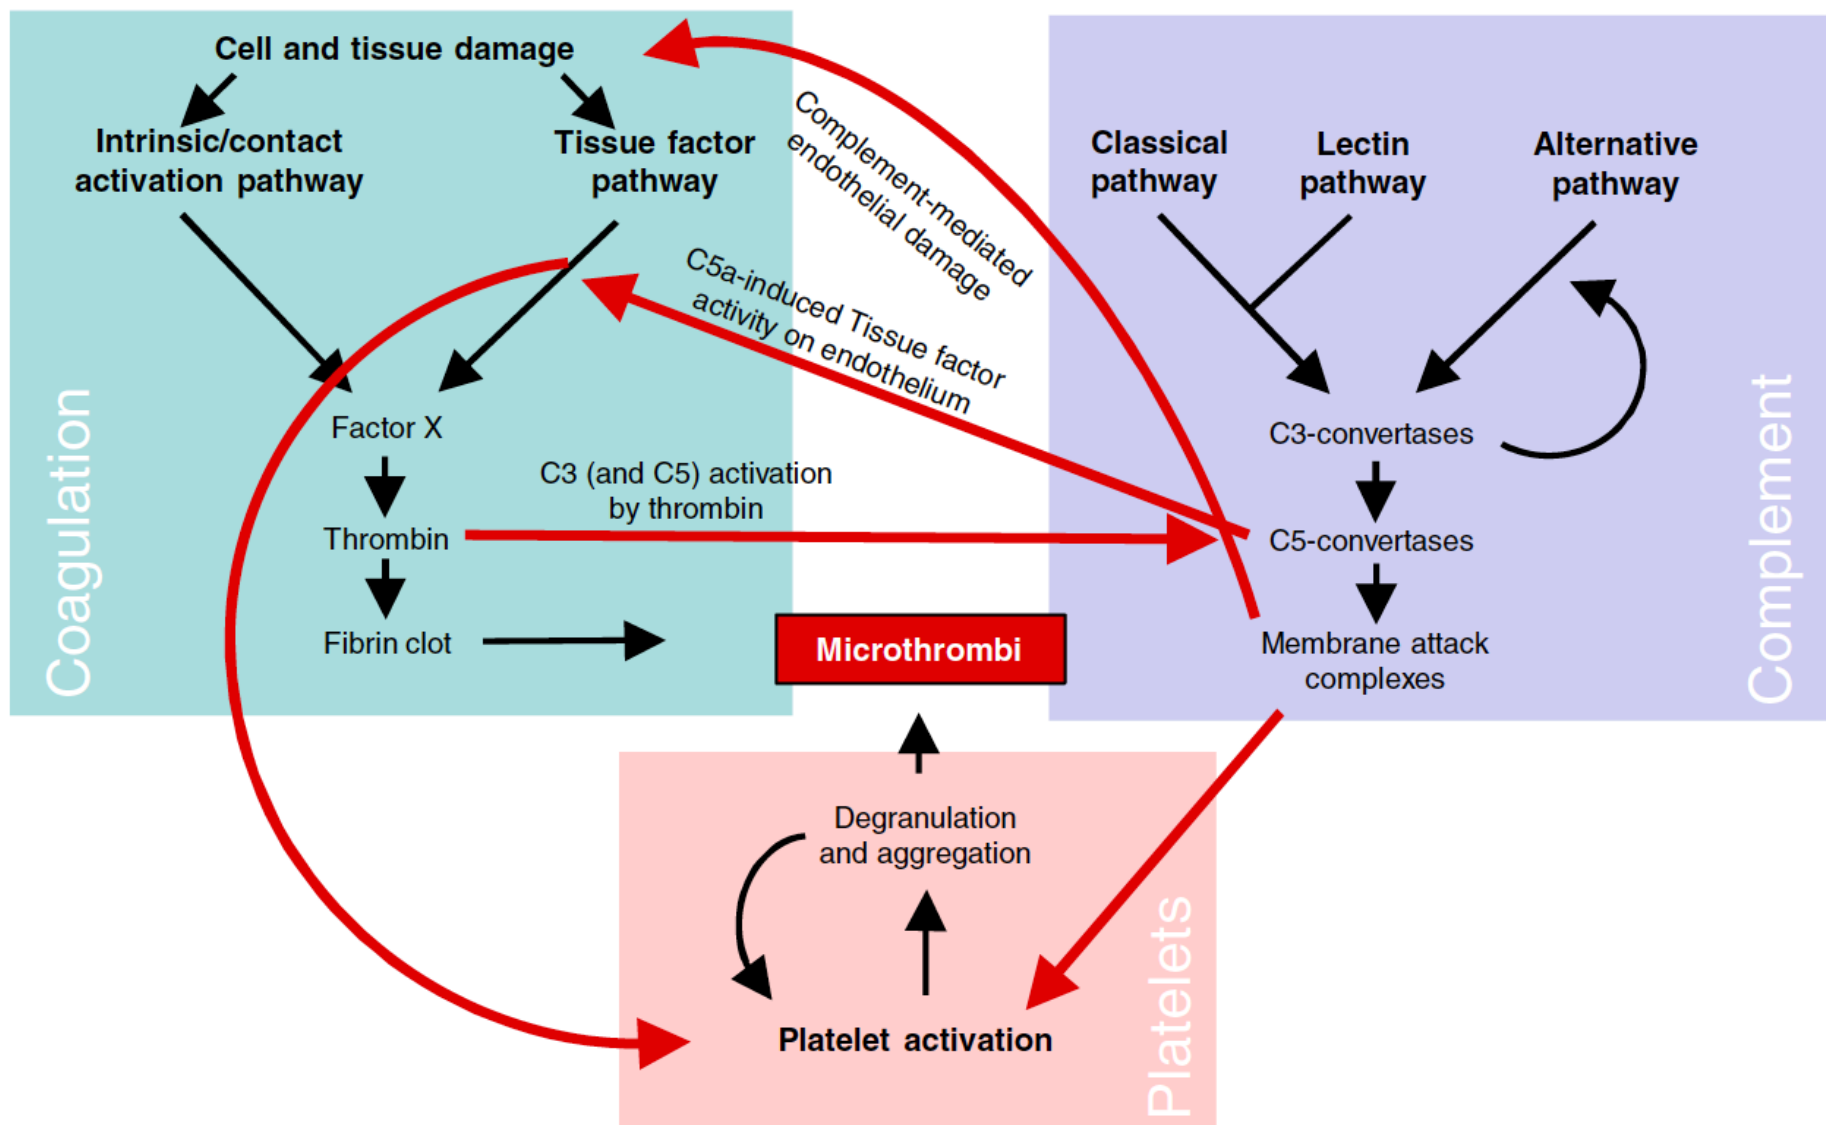 Cell and tissue damage
Intrinsic/contact
activation pathway
Tissue factor
pathway
Factor X
Thrombin
Fibrin clot
Coagulation
Complement-mediated
endothelial damage
C5a-induced Tissue factor
activity on endothelium
C3 (and C5) activation
by thrombin
Microthrombi
Classical
pathway
Lectin
pathway
Alternative
pathway
C3-convertases
C5-convertases
Membrane attack
complexes
Complement
Degranulation
and aggregation
Platelet activation
Platelets